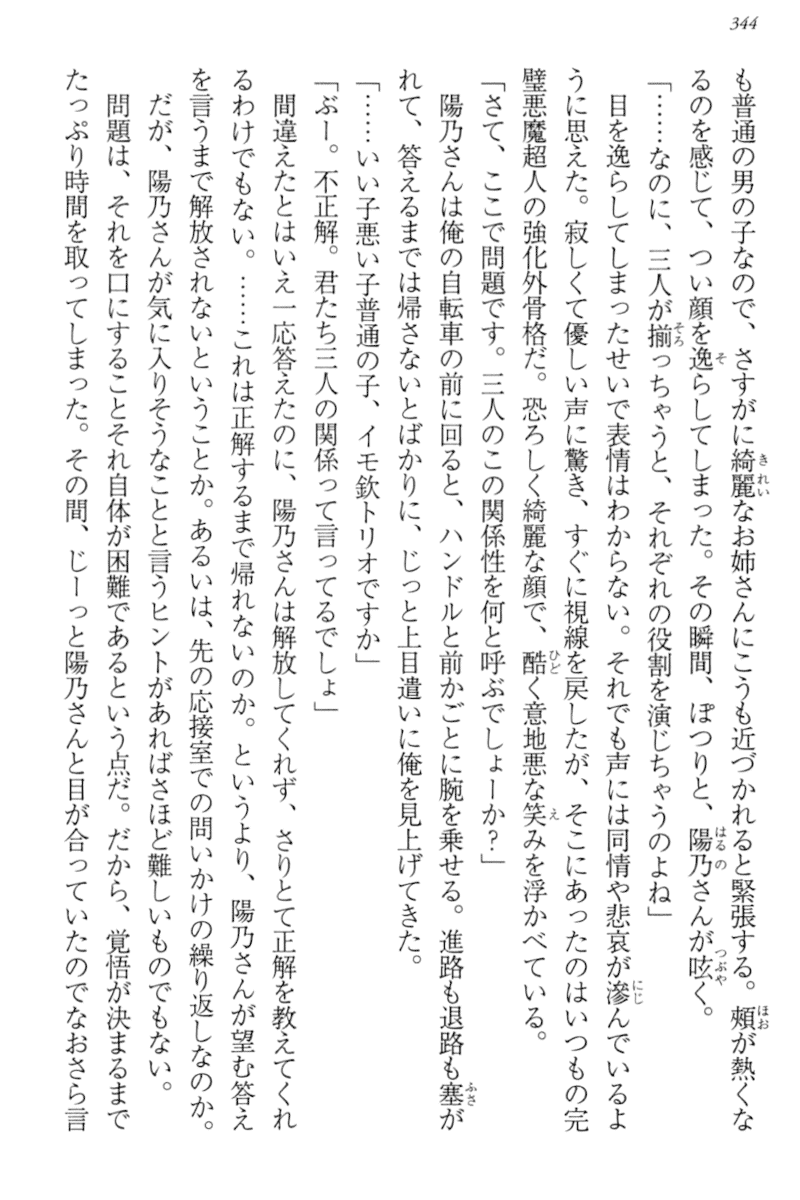 344
も普通の男の子なので、さすがに綺麗なお姉さんにこうも近づかれると緊張する。頰が熱くな
るのを感じて、つい顔を逸らしてしまった。その瞬間、ぽつりと、陽乃さんが呟く。
「……なのに、三人が揃っちゃうと、それぞれの役割を演じちゃうのよね」
目を逸らしてしまったせいで表情はわからない。それでも声には同情や悲哀が滲んでいるよ
うに思えた。寂しくて優しい声に驚き、すぐに視線を戻したが、そこにあったのはいつもの完
璧悪魔超人の強化外骨格だ。恐ろしく綺麗な顔で、酷く意地悪な笑みを浮かべている。
「さて、ここで問題です。三人のこの関係性を何と呼ぶでしょーか？」
陽乃さんは俺の自転車の前に回ると、ハンドルと前かごとに腕を乗せる。進路も退路も塞が
れて、答えるまでは帰さないとばかりに、じっと上目遣いに俺を見上げてきた。
「……いい子悪い子普通の子、イモ欽トリオですか」
「ぶー。不正解。君たち三人の関係って言ってるでしょ」
間違えたとはいえ一応答えたのに、陽乃さんは解放してくれず、さりとて正解を教えてくれ
るわけでもない。……これは正解するまで帰れないのか。というより、陽乃さんが望む答え
を言うまで解放されないということか。あるいは、先の応接室での問いかけの繰り返しなのか。
だが、陽乃さんが気に入りそうなことと言うヒントがあればさほど難しいものでもない。
問題は、それを口にすることそれ自体が困難であるという点だ。だから、覚悟が決まるまで
たっぷり時間を取ってしまった。その間、じーっと陽乃さんと目が合っていたのでなおさら言